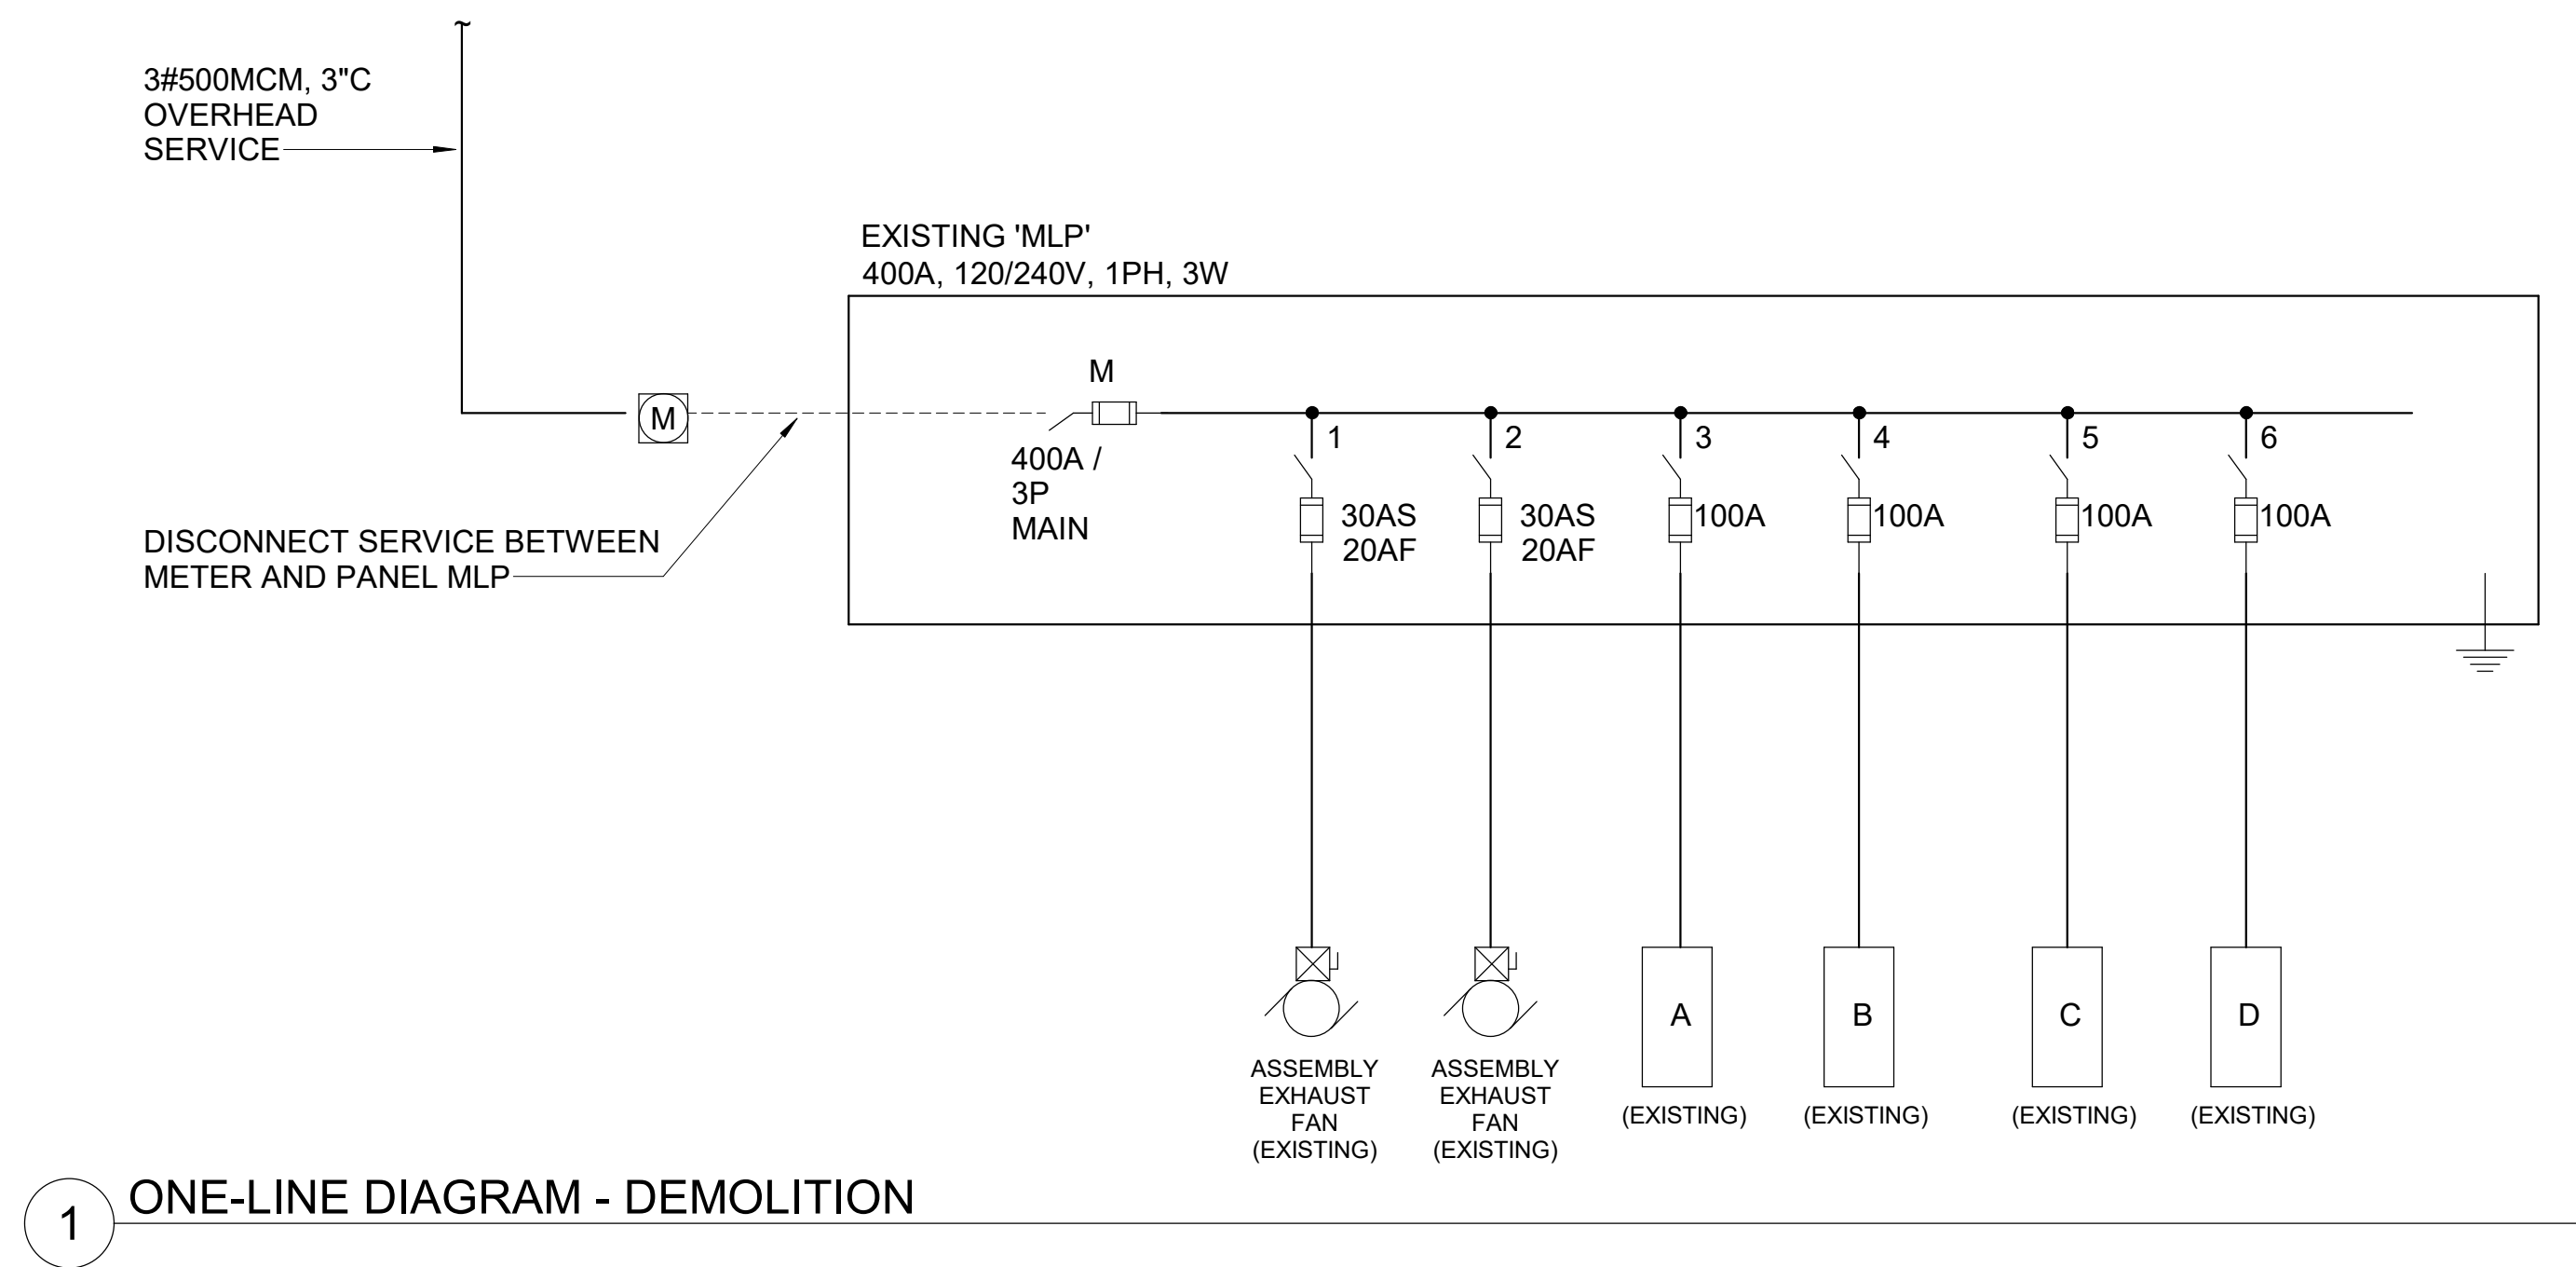 3#500MCM, 3"C
OVERHEAD
SERVICE
EXISTING 'MLP'
400A, 120/240V, 1PH, 3W
M
M
400A /
3P
MAIN
1
2
3
4
5
6
30AS
20AF
30AS
20AF
100A
100A
100A
100A
DISCONNECT SERVICE BETWEEN
METER AND PANEL MLP
A
B
C
D
ASSEMBLY
EXHAUST
FAN
(EXISTING)
ASSEMBLY
EXHAUST
FAN
(EXISTING)
(EXISTING)
(EXISTING)
(EXISTING)
(EXISTING)
1
ONE-LINE DIAGRAM - DEMOLITION